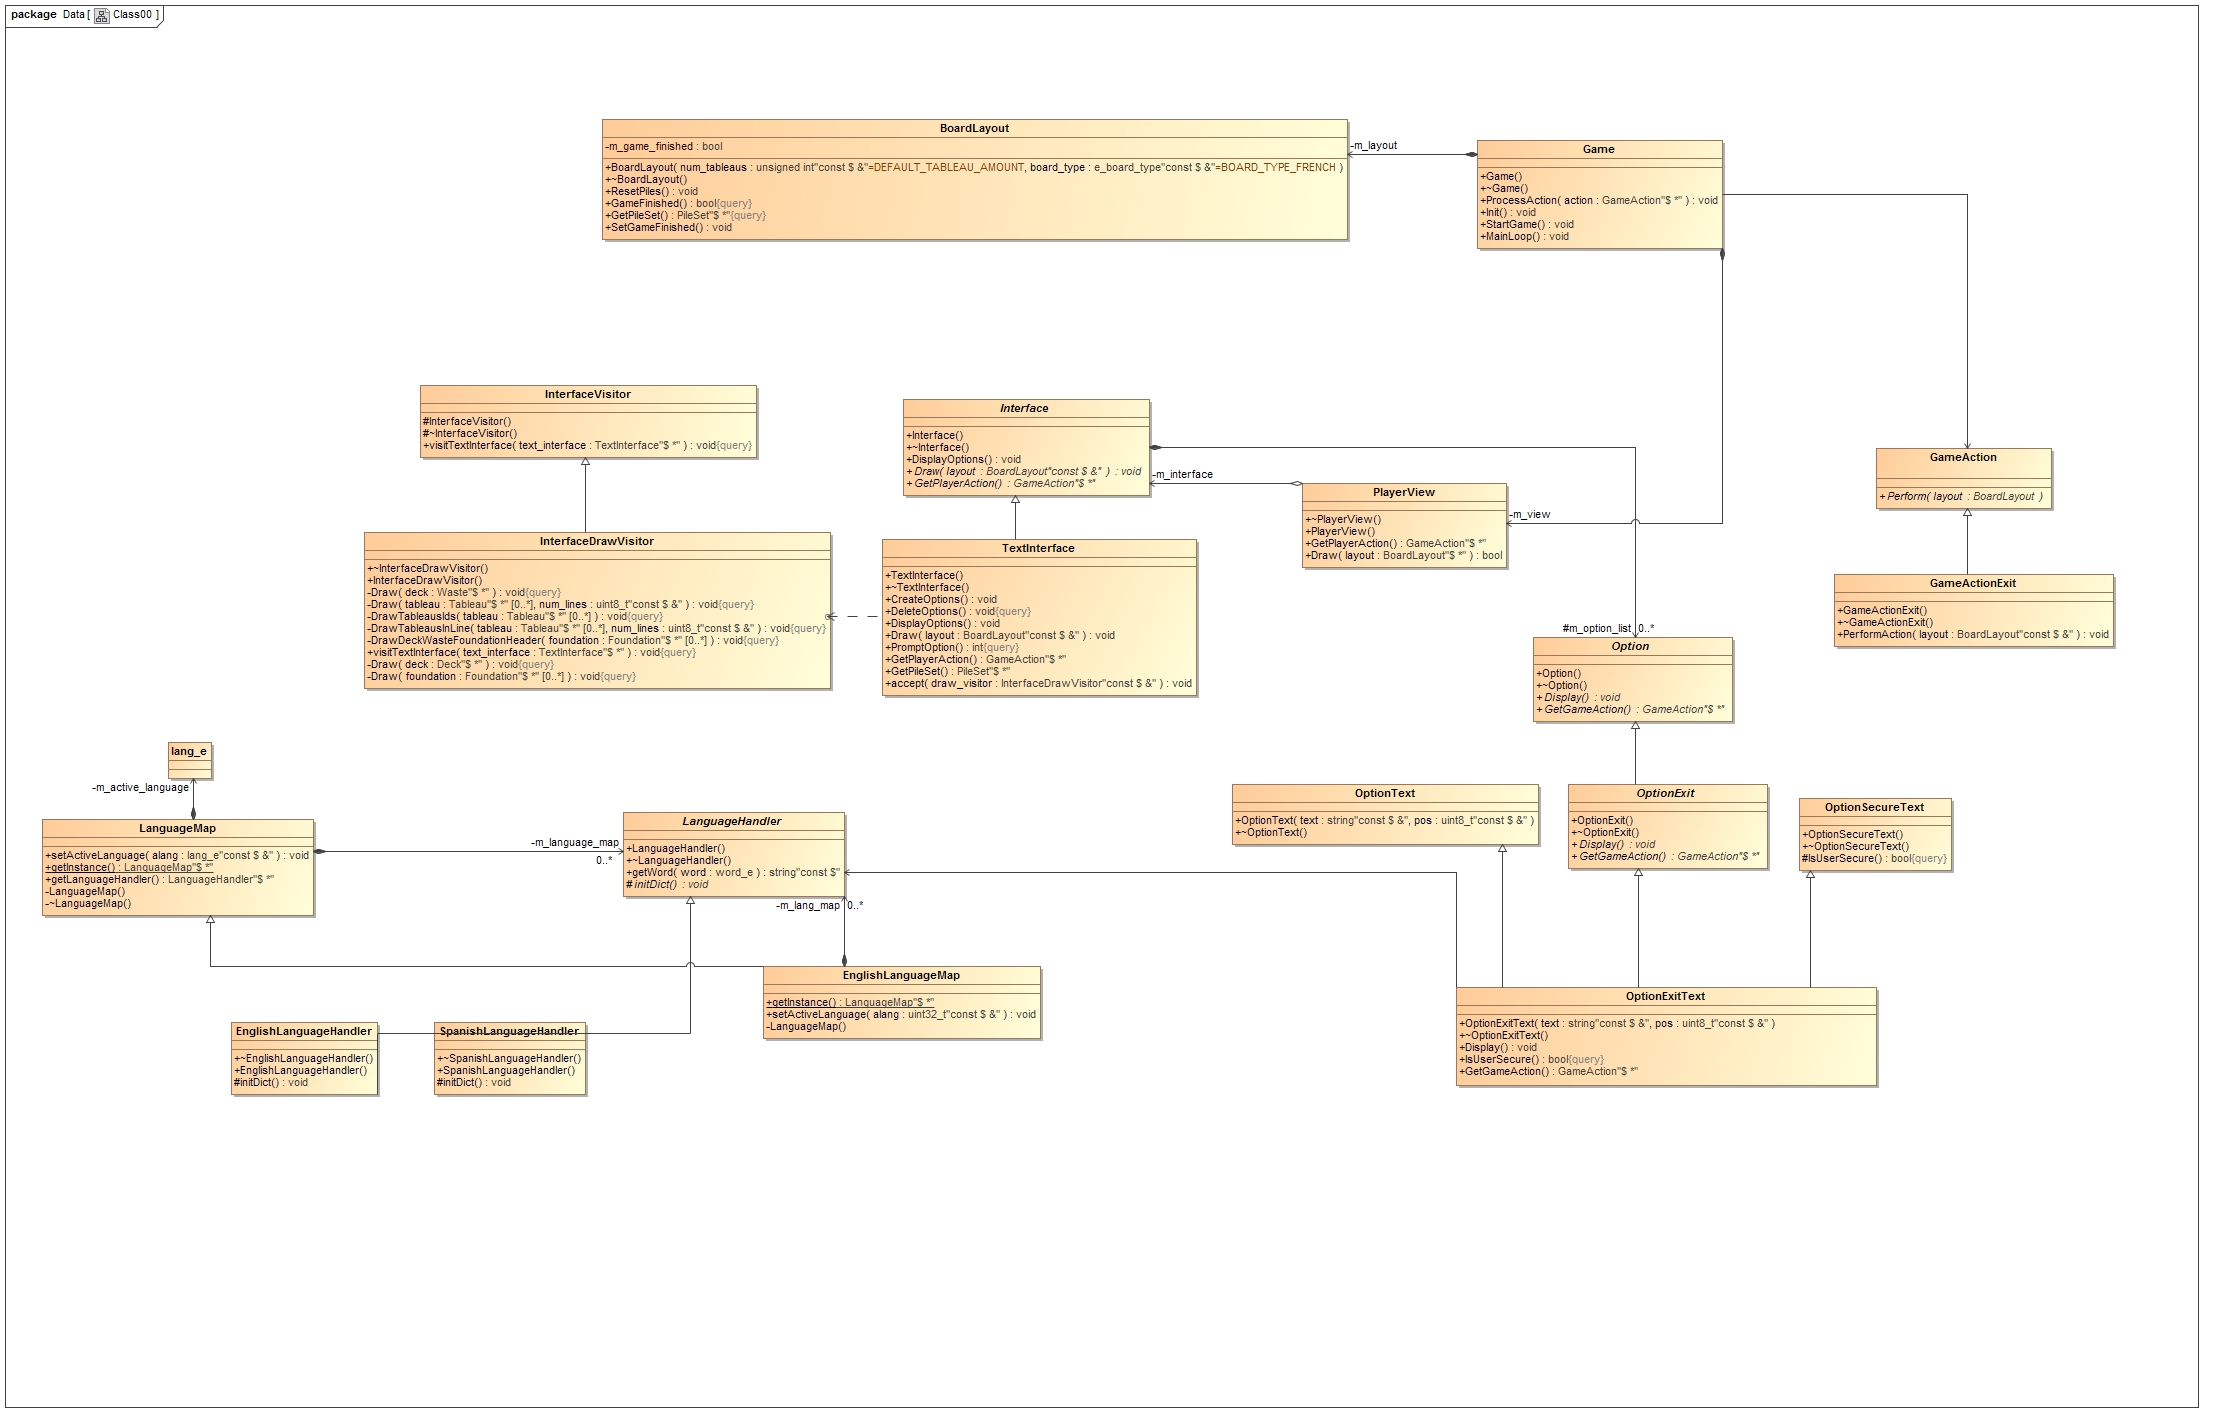 package Data [ Class00 ]
BoardLayout
-m_game_finished : bool
+BoardLayout( num_tableaus : unsigned int"const $ &"=DEFAULT_TABLEAU_AMOUNT, board_type : e_board_type"const $ &"=BOARD_TYPE_FRENCH )
+~BoardLayout()
+ResetPiles() : void
+GameFinished() : bool{query}
+GetPileSet() : PileSet"$ *"{query}
+SetGameFinished() : void
-m_layout
Game
+Game()
+~Game()
+ProcessAction( action : GameAction"$ *" ) : void
+Init() : void
+StartGame() : void
+MainLoop() : void
InterfaceVisitor
#InterfaceVisitor()
#~InterfaceVisitor()
+visitTextInterface( text_interface : TextInterface"$ *" ) : void{query}
Interface
+Interface()
+~Interface()
+DisplayOptions() : void
+Draw( layout : BoardLayout"const $ &" ) : void
+GetPlayerAction() : GameAction"$ *"
-m_interface
PlayerView
+~PlayerView()
+PlayerView()
+GetPlayerAction() : GameAction"$ *"
+Draw( layout : BoardLayout"$ *" ) : bool
-m_view
GameAction
+Perform( layout : BoardLayout )
InterfaceDrawVisitor
+~InterfaceDrawVisitor()
+InterfaceDrawVisitor()
-Draw( deck : Waste"$ *" ) : void{query}
-Draw( tableau : Tableau"$ *" [0..*], num_lines : uint8_t"const $ &" ) : void{query}
-DrawTableausIds( tableau : Tableau"$ *" [0..*] ) : void{query}
-DrawTableausInLine( tableau : Tableau"$ *" [0..*], num_lines : uint8_t"const $ &" ) : void{query}
-DrawDeckWasteFoundationHeader( foundation : Foundation"$ *" [0..*] ) : void{query}
+visitTextInterface( text_interface : TextInterface"$ *" ) : void{query}
-Draw( deck : Deck"$ *" ) : void{query}
-Draw( foundation : Foundation"$ *" [0..*] ) : void{query}
TextInterface
+TextInterface()
+~TextInterface()
+CreateOptions() : void
+DeleteOptions() : void{query}
+DisplayOptions() : void
+Draw( layout : BoardLayout"const $ &" ) : void
+PromptOption() : int{query}
+GetPlayerAction() : GameAction"$ *"
+GetPileSet() : PileSet"$ *"
+accept( draw_visitor : InterfaceDrawVisitor"const $ &" ) : void
GameActionExit
+GameActionExit()
+~GameActionExit()
+PerformAction( layout : BoardLayout"const $ &" ) : void
#m_option_list 0..*
Option
+Option()
+~Option()
+Display() : void
+GetGameAction() : GameAction"$ *"
lang_e
-m_active_language
LanguageMap
+setActiveLanguage( alang : lang_e"const $ &" ) : void
+getInstance() : LanguageMap"$ *"
+getLanguageHandler() : LanguageHandler"$ *"
-LanguageMap()
-~LanguageMap()
-m_language_map
0..*
LanguageHandler
+LanguageHandler()
+~LanguageHandler()
+getWord( word : word_e ) : string"const $"
#initDict() : void
-m_lang_map 0..*
OptionText
+OptionText( text : string"const $ &", pos : uint8_t"const $ &" )
+~OptionText()
OptionExit
+OptionExit()
+~OptionExit()
+Display() : void
+GetGameAction() : GameAction"$ *"
OptionSecureText
+OptionSecureText()
+~OptionSecureText()
#IsUserSecure() : bool{query}
EnglishLanguageMap
+getInstance() : LanguageMap"$ *"
+setActiveLanguage( alang : uint32_t"const $ &" ) : void
-LanguageMap()
EnglishLanguageHandler
+~EnglishLanguageHandler()
+EnglishLanguageHandler()
#initDict() : void
SpanishLanguageHandler
+~SpanishLanguageHandler()
+SpanishLanguageHandler()
#initDict() : void
OptionExitText
+OptionExitText( text : string"const $ &", pos : uint8_t"const $ &" )
+~OptionExitText()
+Display() : void
+IsUserSecure() : bool{query}
+GetGameAction() : GameAction"$ *"